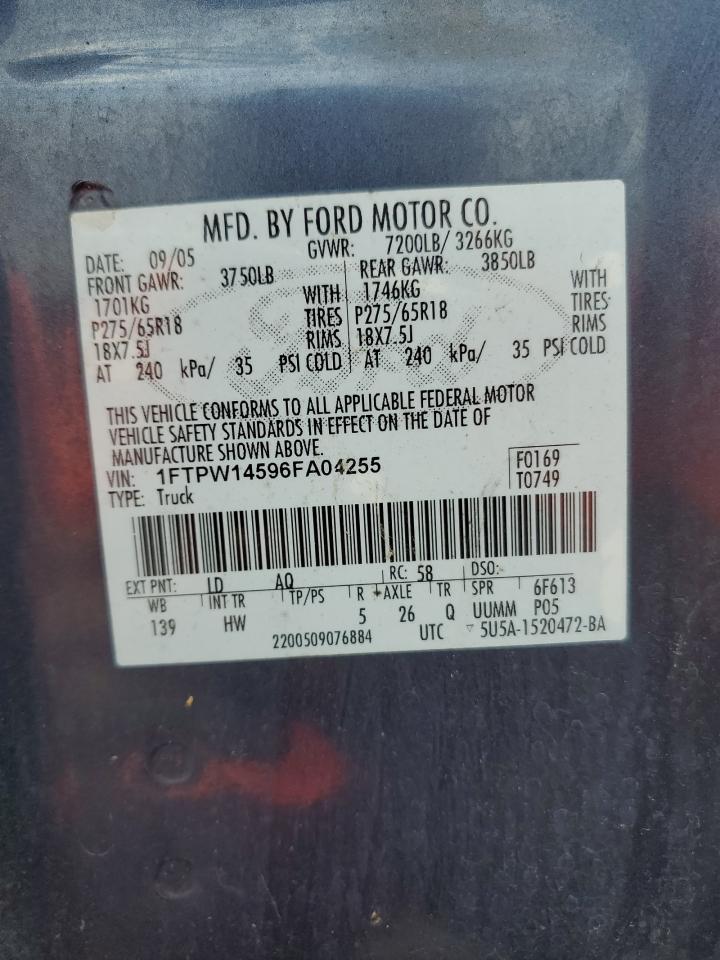 MFD. BY FORD MOTOR CO.
DATE: 09/05 GVWR: 7200LB/ 3266KG
FRONT GAWR: 3750LB REAR GAWR: 3850LB
1701KG WITH 1746KG WITH
P275/65R18 TIRES P275/65R18 TIRES
18X7.5J RIMS 18X7.5J RIMS
AT 240 kPa/ 35 PSI COLD AT 240 kPa/ 35 PSI COLD
THIS VEHICLE CONFORMS TO ALL APPLICABLE FEDERAL MOTOR
VEHICLE SAFETY STANDARDS IN EFFECT ON THE DATE OF
MANUFACTURE SHOWN ABOVE.
VIN: 1FTPW14596FA04255 F0169
TYPE: Truck T0749
EXT PNT: LD AQ RC: 58 DSO:
WB INT TR TP/PS R AXLE TR SPR 6F613
139 HW 5 26 Q UUMM P05
2200509076884 UTC ▽ 5U5A-1520472-BA